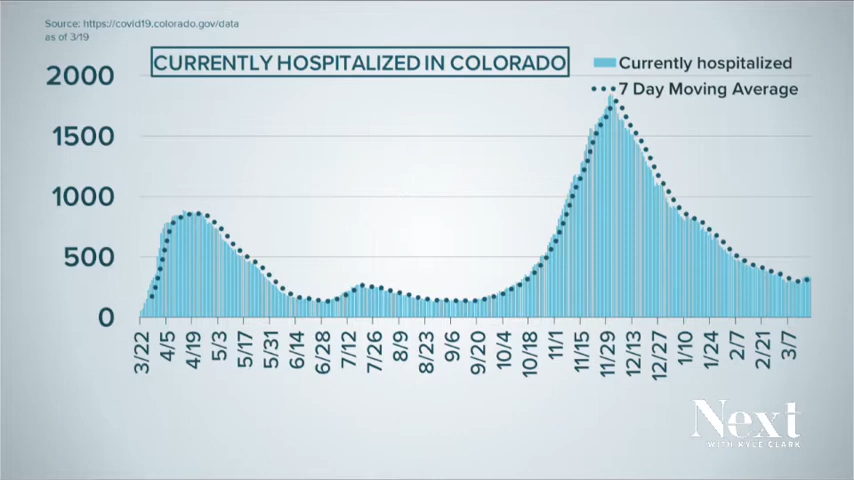 Source: https://covid19.colorado.gov/data
as of 3/19
CURRENTLY HOSPITALIZED IN COLORADO
Currently hospitalized
7 Day Moving Average
2000
1500
1000
500
0
3/22 4/5 4/19 5/3 5/17 5/31 6/14 6/28 7/12 7/26 8/9 8/23 9/6 9/20 10/4 10/18 11/1 11/15 11/29 12/13 12/27 1/10 1/24 2/7 2/21 3/7
Next
WITH KYLE CLARK